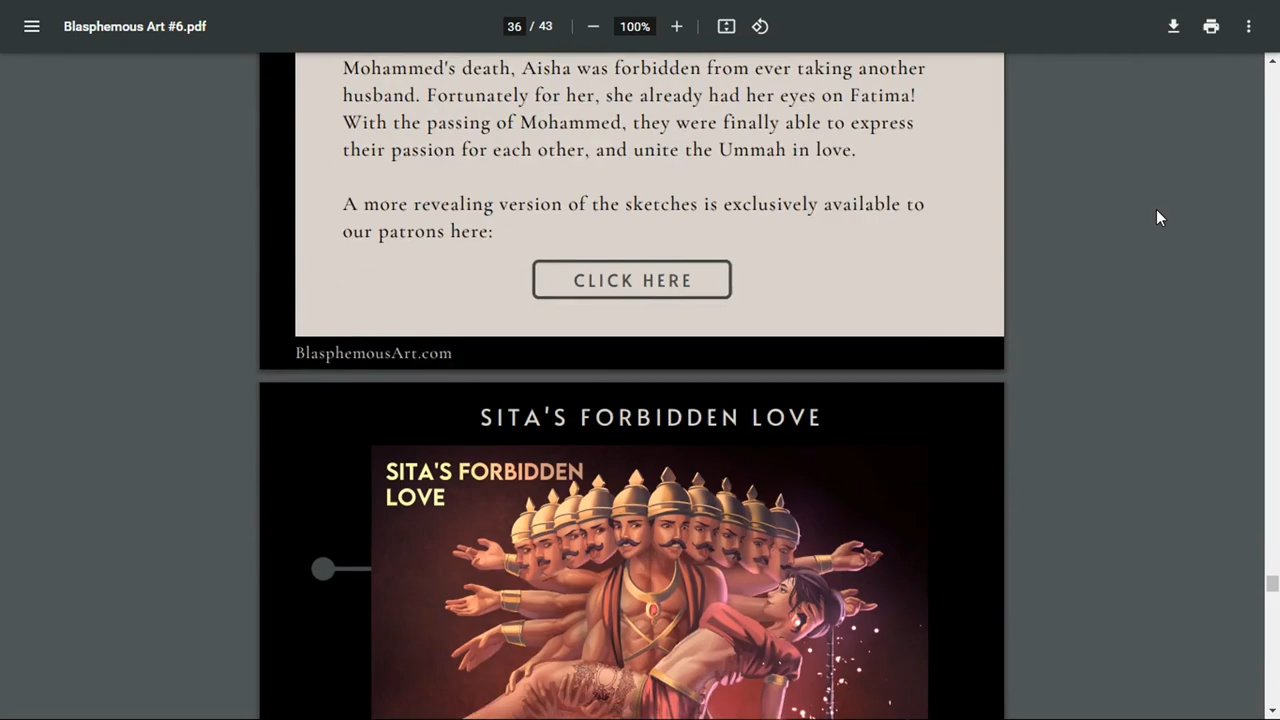 Blasphemous Art #6.pdf
36 / 43
100%
Mohammed's death, Aisha was forbidden from ever taking another
husband. Fortunately for her, she already had her eyes on Fatima!
With the passing of Mohammed, they were finally able to express
their passion for each other, and unite the Ummah in love.
A more revealing version of the sketches is exclusively available to
our patrons here:
CLICK HERE
BlasphemousArt.com
SITA'S FORBIDDEN LOVE
SITA'S FORBIDDEN
LOVE